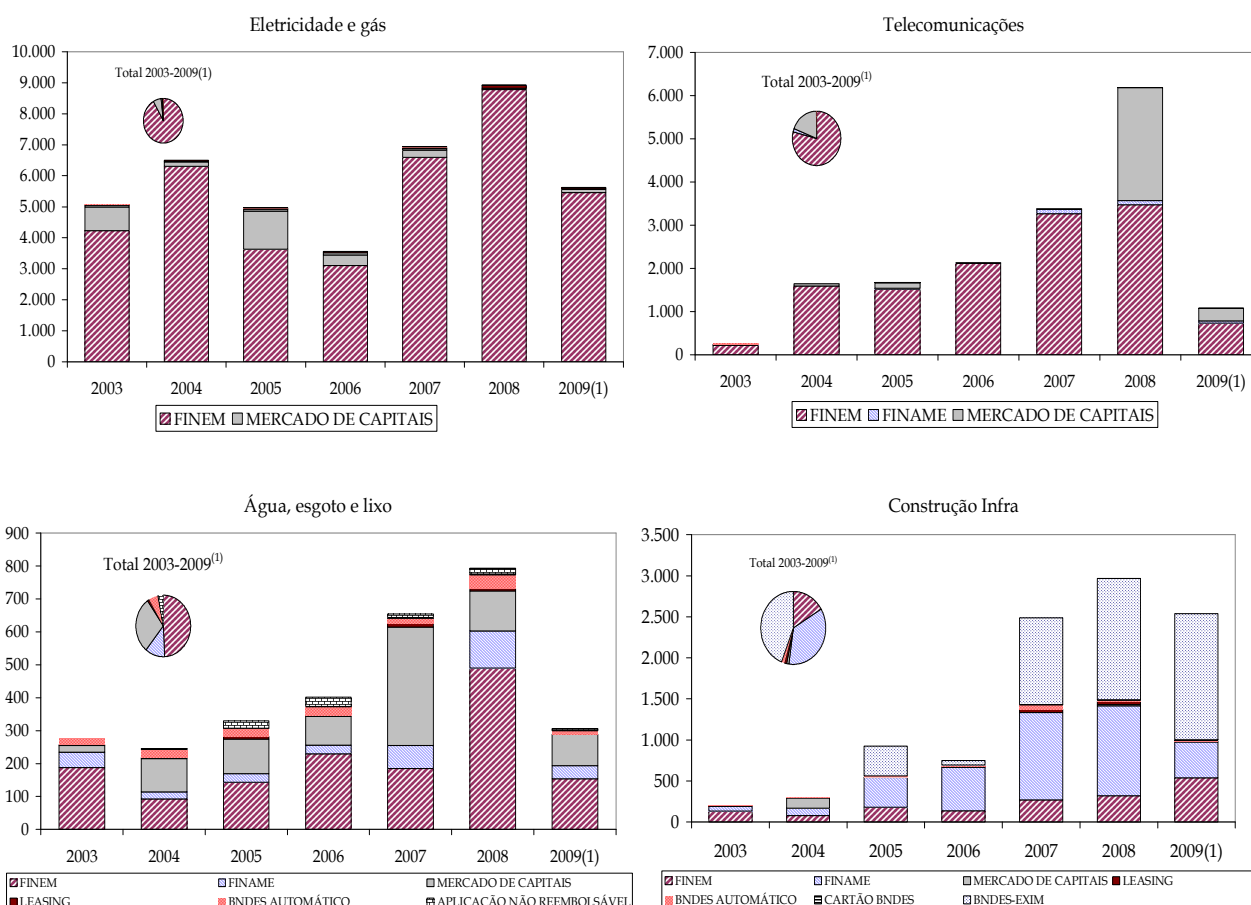 Eletricidade e gás
10.000
9.000
8.000
7.000
6.000
5.000
4.000
3.000
2.000
1.000
0
Total 2003-2009(1)
2003 2004 2005 2006 2007 2008 2009(1)
FINEM MERCADO DE CAPITAIS
Telecomunicações
7.000
6.000
5.000
4.000
3.000
2.000
1.000
0
Total 2003-2009(1)
2003 2004 2005 2006 2007 2008 2009(1)
FINEM FINAME MERCADO DE CAPITAIS
Água, esgoto e lixo
900
800
700
600
500
400
300
200
100
0
Total 2003-2009(1)
2003 2004 2005 2006 2007 2008 2009(1)
FINEM FINAME MERCADO DE CAPITAIS
LEASING BNDES AUTOMÁTICO APLICAÇÃO NÃO REEMBOLSÁVEL
Construção Infra
3.500
3.000
2.500
2.000
1.500
1.000
500
0
Total 2003-2009(1)
2003 2004 2005 2006 2007 2008 2009(1)
FINEM FINAME MERCADO DE CAPITAIS LEASING
BNDES AUTOMÁTICO CARTÃO BNDES BNDES-EXIM